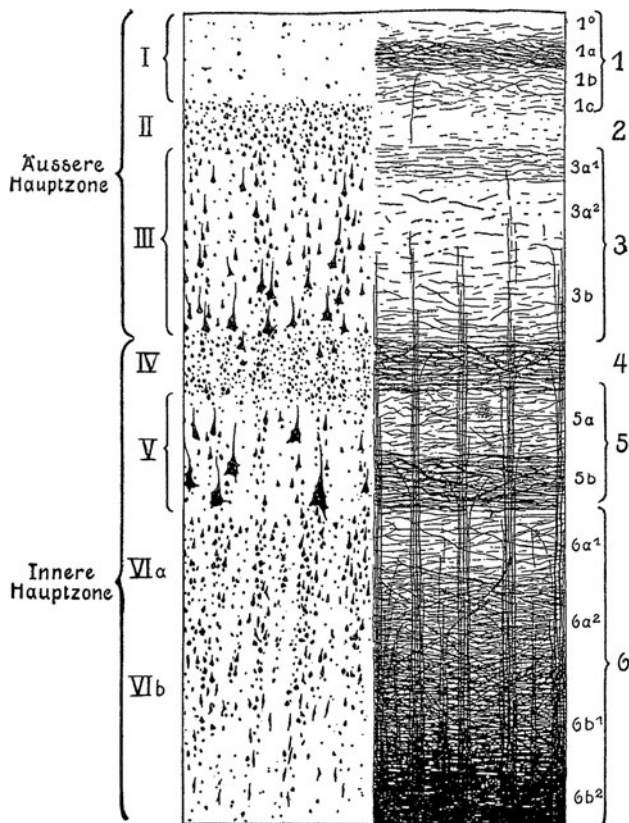 Äussere
Hauptzone
Innere
Hauptzone
I
II
III
IV
V
VIa
VIb
1º
1a
1b
1c
3a¹
3a²
3b
5a
5b
6a¹
6a²
6b¹
6b²
1
2
3
4
5
6